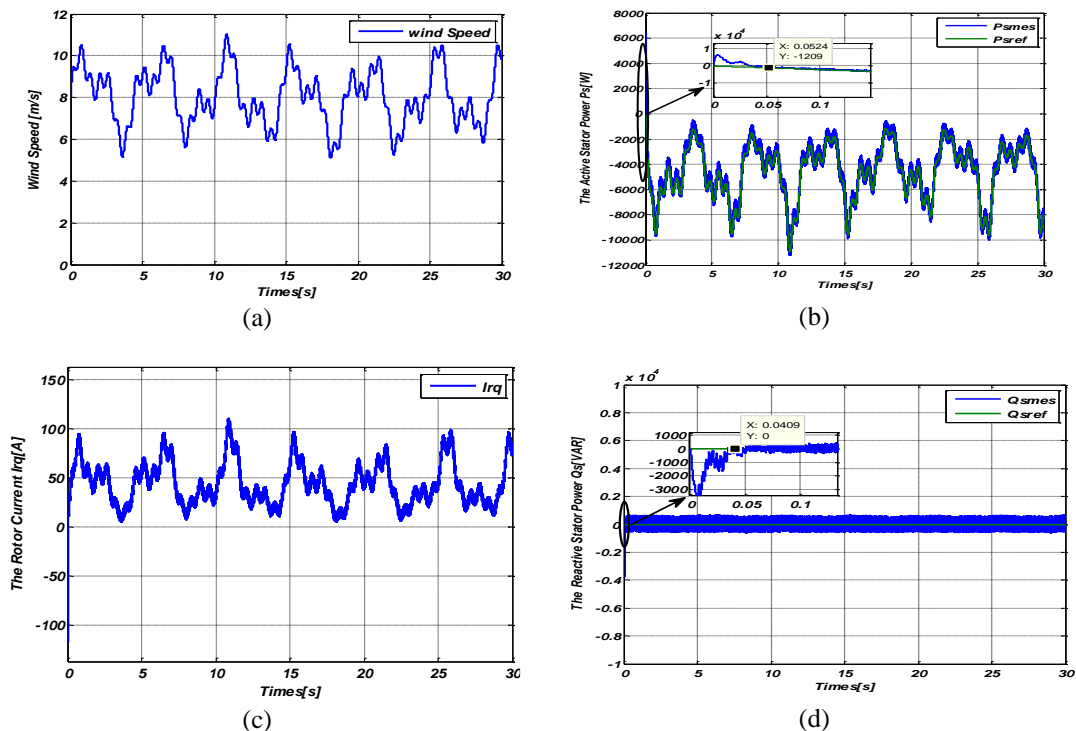 12
10
8
6
4
2
0
0 5 10 15 20 25 30
Wind Speed [m/s]
Times[s]
wind Speed
(a)
8000
6000
4000
2000
0
-2000
-4000
-6000
-8000
-10000
-12000
0 5 10 15 20 25 30
The Active Stator Power Ps[W]
Times[s]
Psmes
Psref
x 10^4
1
0
-1
0 0.05 0.1
X: 0.0524
Y: -1209
(b)
150
100
50
0
-50
-100
0 5 10 15 20 25 30
The Rotor Current Irq[A]
Times[s]
Irq
(c)
x 10^4
1
0.8
0.6
0.4
0.2
0
-0.2
-0.4
-0.6
-0.8
-1
0 5 10 15 20 25 30
The Reactive Stator Power Qs[VAR]
Times[s]
Qsmes
Qsref
1000
0
-1000
-2000
-3000
0 0.05 0.1
X: 0.0409
Y: 0
(d)